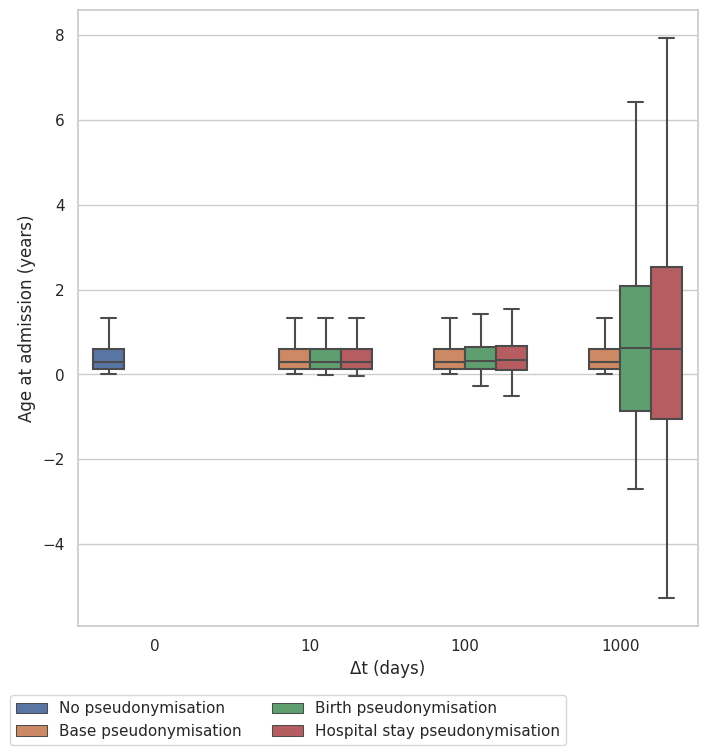 Age at admission (years)
8
6
4
2
0
−2
−4
0 10 100 1000
Δt (days)
No pseudonymisation
Base pseudonymisation
Birth pseudonymisation
Hospital stay pseudonymisation